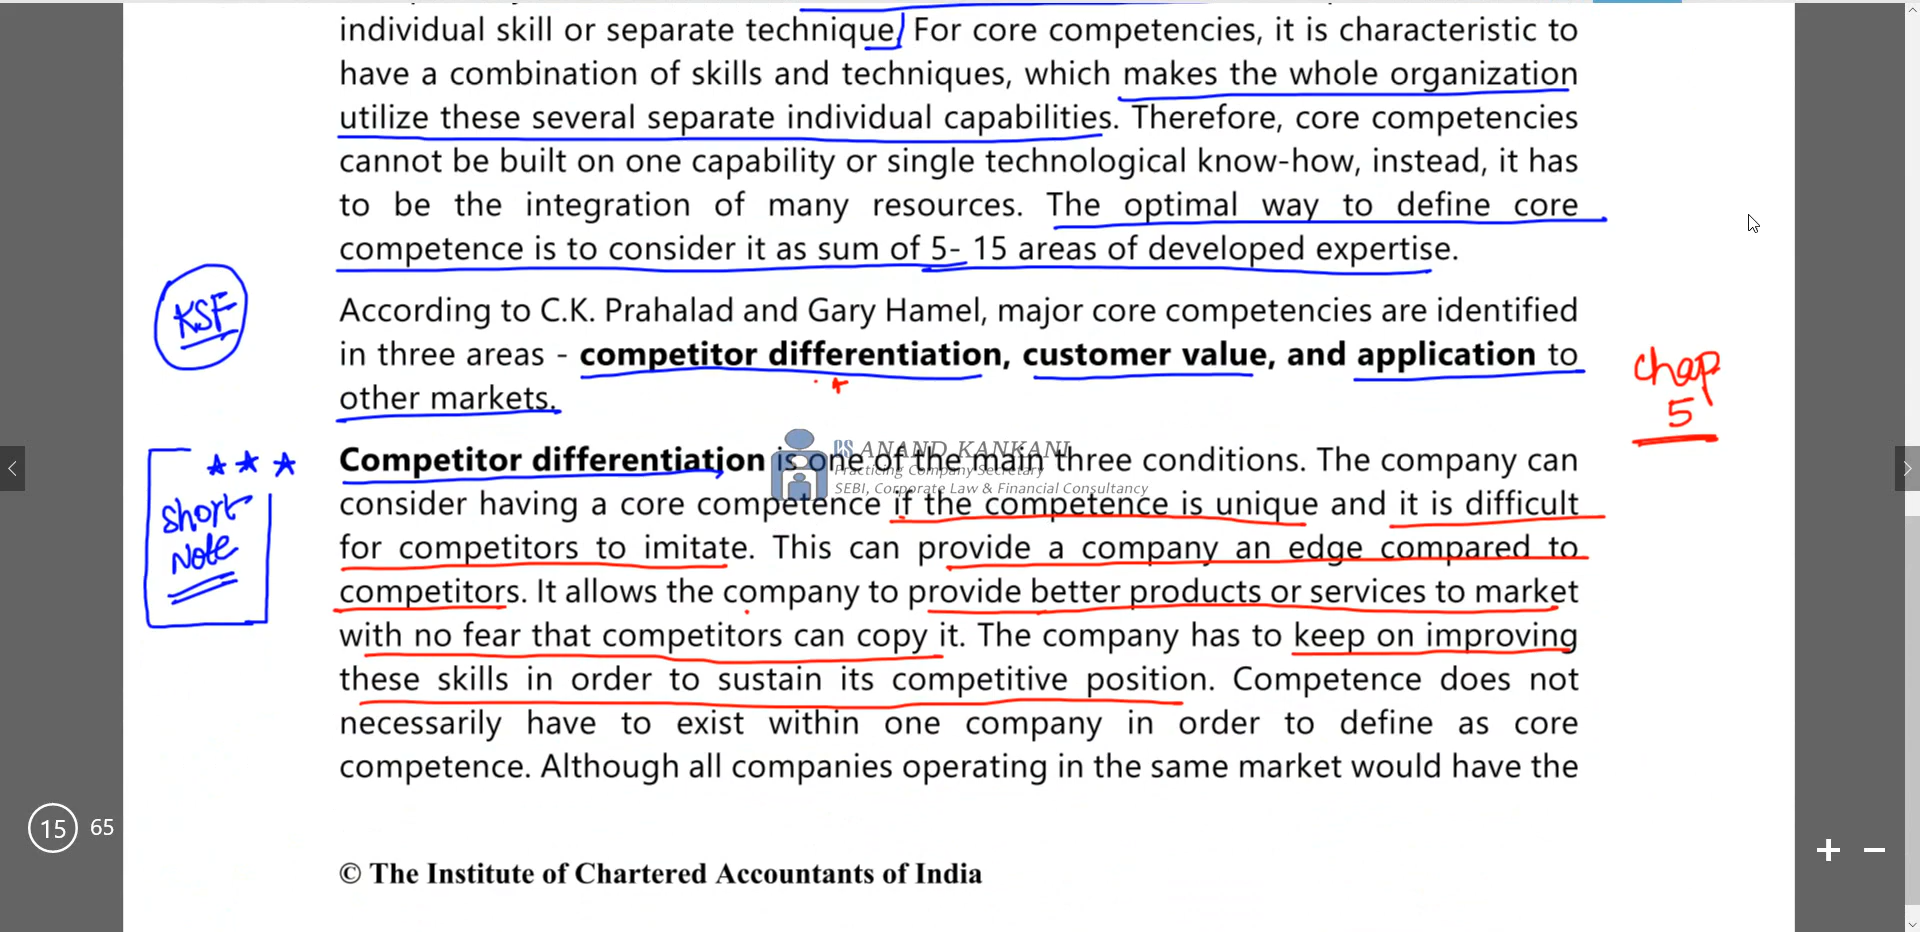 individual skill or separate technique. For core competencies, it is characteristic to
have a combination of skills and techniques, which makes the whole organization
utilize these several separate individual capabilities. Therefore, core competencies
cannot be built on one capability or single technological know-how, instead, it has
to be the integration of many resources. The optimal way to define core
competence is to consider it as sum of 5- 15 areas of developed expertise.
KSF
According to C.K. Prahalad and Gary Hamel, major core competencies are identified
in three areas - competitor differentiation, customer value, and application to
other markets.
chap
5
ANAND KANKANI
Practicing Company Secretary
SEBI, Corporate Law & Financial Consultancy
short
Note
Competitor differentiation is one of the main three conditions. The company can
consider having a core competence if the competence is unique and it is difficult
for competitors to imitate. This can provide a company an edge compared to
competitors. It allows the company to provide better products or services to market
with no fear that competitors can copy it. The company has to keep on improving
these skills in order to sustain its competitive position. Competence does not
necessarily have to exist within one company in order to define as core
competence. Although all companies operating in the same market would have the
15 65
© The Institute of Chartered Accountants of India